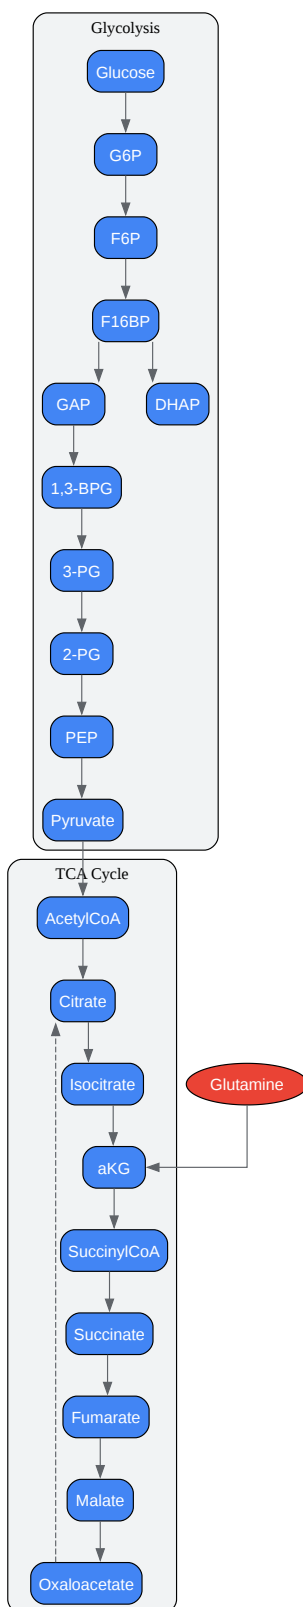 Glycolysis
Glucose
G6P
F6P
F16BP
GAP
DHAP
1,3-BPG
3-PG
2-PG
PEP
Pyruvate
TCA Cycle
AcetylCoA
Citrate
Isocitrate
Glutamine
aKG
SuccinylCoA
Succinate
Fumarate
Malate
Oxaloacetate